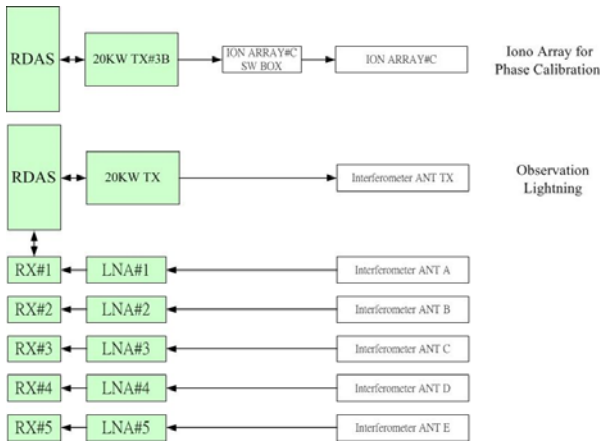 RDAS
20KW TX#3B
ION ARRAY#C
SW BOX
ION ARRAY#C
Iono Array for
Phase Calibration
RDAS
20KW TX
Interferometer ANT TX
Observation
Lightning
RX#1
LNA#1
Interferometer ANT A
RX#2
LNA#2
Interferometer ANT B
RX#3
LNA#3
Interferometer ANT C
RX#4
LNA#4
Interferometer ANT D
RX#5
LNA#5
Interferometer ANT E